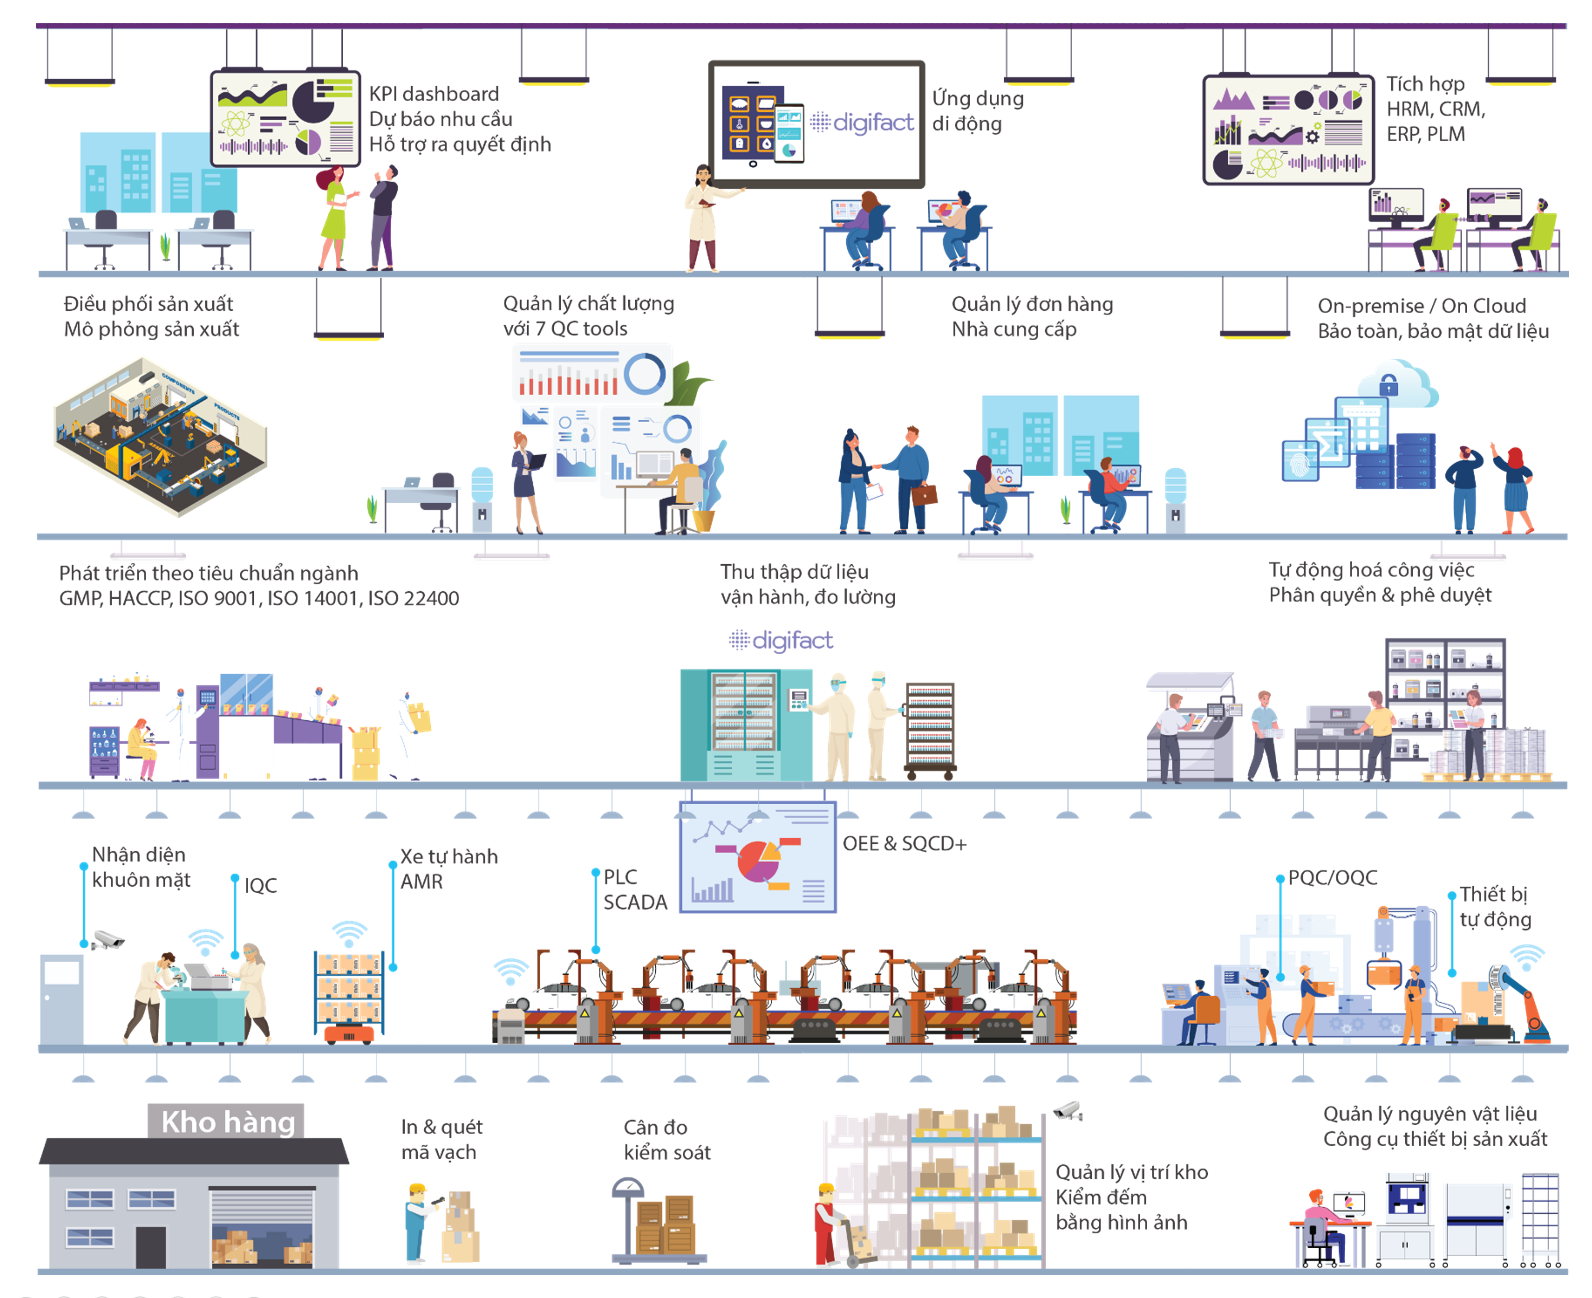 KPI dashboard
Dự báo nhu cầu
Hỗ trợ ra quyết định
digifact
Ứng dụng
di động
Tích hợp
HRM, CRM,
ERP, PLM
Điều phối sản xuất
Mô phỏng sản xuất
Quản lý chất lượng
với 7 QC tools
Quản lý đơn hàng
Nhà cung cấp
On-premise / On Cloud
Bảo toàn, bảo mật dữ liệu
COMPONENTS
PRODUCTS
Phát triển theo tiêu chuẩn ngành
GMP, HACCP, ISO 9001, ISO 14001, ISO 22400
Thu thập dữ liệu
vận hành, đo lường
digifact
Tự động hoá công việc
Phân quyền & phê duyệt
OEE & SQCD+
Nhận diện
khuôn mặt
IQC
Xe tự hành
AMR
PLC
SCADA
PQC/OQC
Thiết bị
tự động
Kho hàng
In & quét
mã vạch
Cân đo
kiểm soát
Quản lý vị trí kho
Kiểm đếm
bằng hình ảnh
Quản lý nguyên vật liệu
Công cụ thiết bị sản xuất